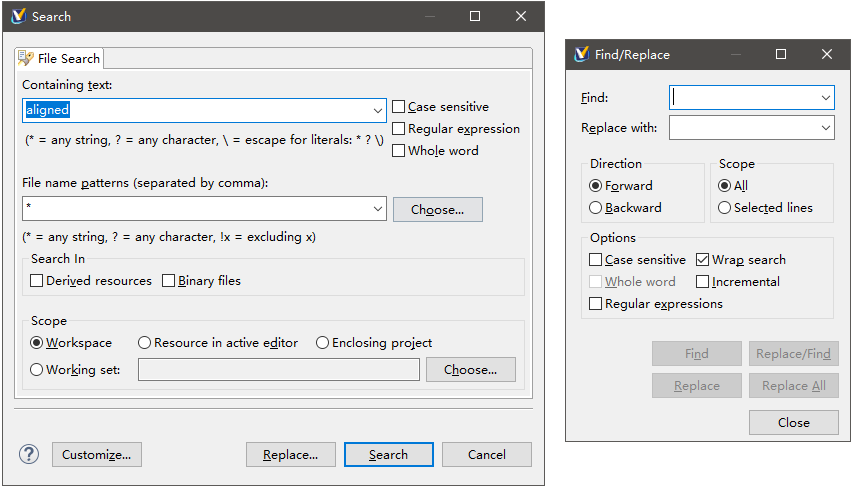 Search
File Search
Containing text:
aligned
Case sensitive
(* = any string, ? = any character, \ = escape for literals: * ? \)
Regular expression
Whole word
File name patterns (separated by comma):
*
Choose...
(* = any string, ? = any character, !x = excluding x)
Search In
Derived resources
Binary files
Scope
Workspace
Resource in active editor
Enclosing project
Working set:
Choose...
?
Customize...
Replace...
Search
Cancel
Find/Replace
Find:
Replace with:
Direction
Forward
Backward
Scope
All
Selected lines
Options
Case sensitive
Wrap search
Whole word
Incremental
Regular expressions
Find
Replace/Find
Replace
Replace All
Close